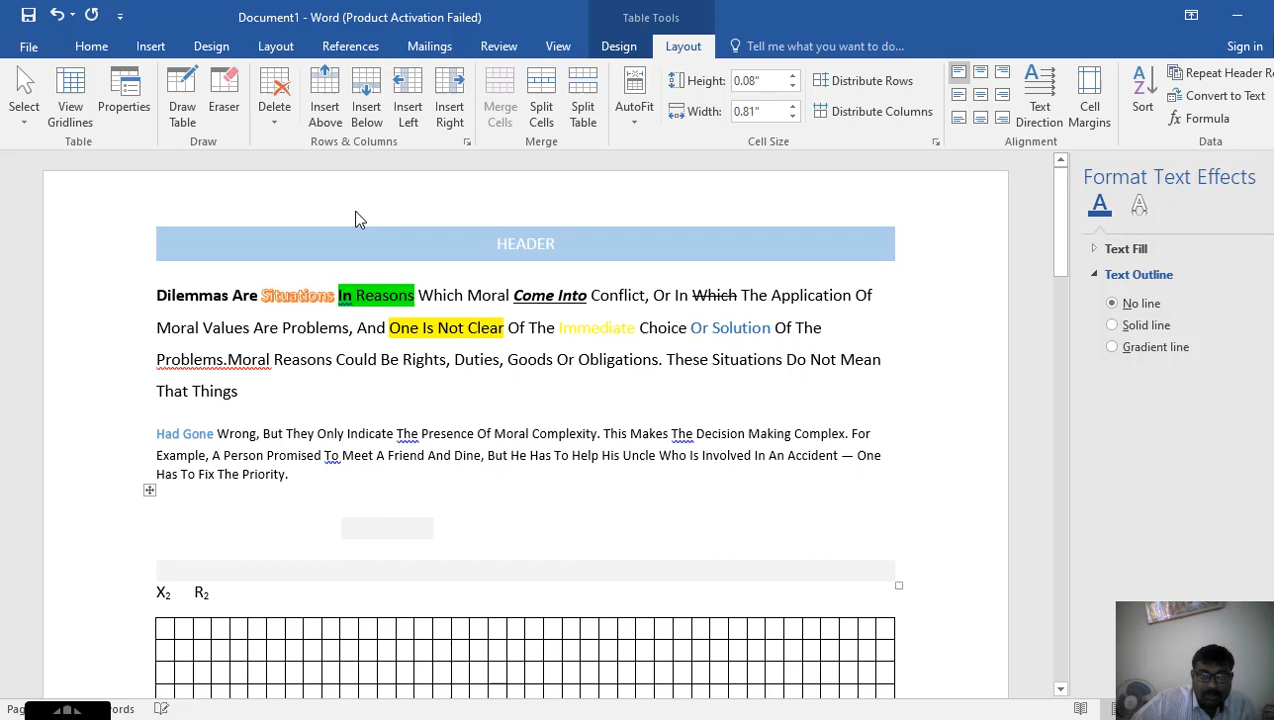 Document1 - Word (Product Activation Failed)
Table Tools
File Home Insert Design Layout References Mailings Review View Design Layout Tell me what you want to do... Sign in
Select
View Gridlines
Properties
Draw Table
Eraser
Delete
Insert Above
Insert Below
Insert Left
Insert Right
Merge Cells
Split Cells
Split Table
AutoFit
Height: 0.08"
Width: 0.81"
Distribute Rows
Distribute Columns
Text Direction
Cell Margins
Sort
Repeat Header R
Convert to Text
Formula
Table Draw Rows & Columns Merge Cell Size Alignment Data
HEADER
Dilemmas Are Situations In Reasons Which Moral Come Into Conflict, Or In Which The Application Of
Moral Values Are Problems, And One Is Not Clear Of The Immediate Choice Or Solution Of The
Problems.Moral Reasons Could Be Rights, Duties, Goods Or Obligations. These Situations Do Not Mean
That Things
Had Gone Wrong, But They Only Indicate The Presence Of Moral Complexity. This Makes The Decision Making Complex. For
Example, A Person Promised To Meet A Friend And Dine, But He Has To Help His Uncle Who Is Involved In An Accident — One
Has To Fix The Priority.
X₂ R₂
Format Text Effects
Text Fill
Text Outline
No line
Solid line
Gradient line